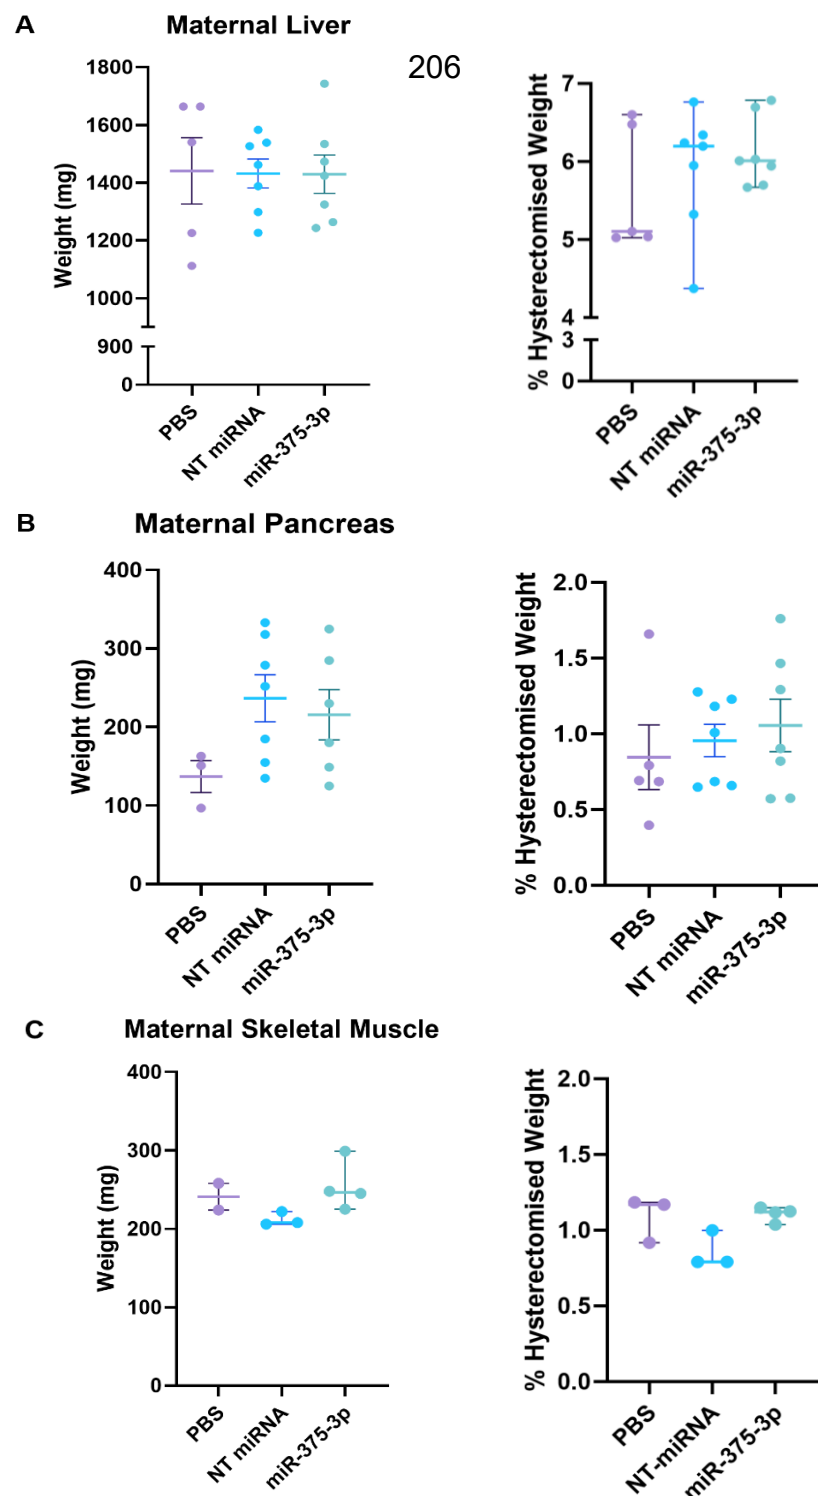 A
Maternal Liver
206
Weight (mg)
1800
1600
1400
1200
1000
900
0
PBS
NT miRNA
miR-375-3p
% Hysterectomised Weight
7
6
5
4
3
0
PBS
NT miRNA
miR-375-3p
B
Maternal Pancreas
Weight (mg)
400
300
200
100
0
PBS
NT miRNA
miR-375-3p
% Hysterectomised Weight
2.0
1.5
1.0
0.5
0.0
PBS
NT miRNA
miR-375-3p
C
Maternal Skeletal Muscle
Weight (mg)
400
300
200
100
0
PBS
NT miRNA
miR-375-3p
% Hysterectomised Weight
2.0
1.5
1.0
0.5
0.0
PBS
NT-miRNA
miR-375-3p